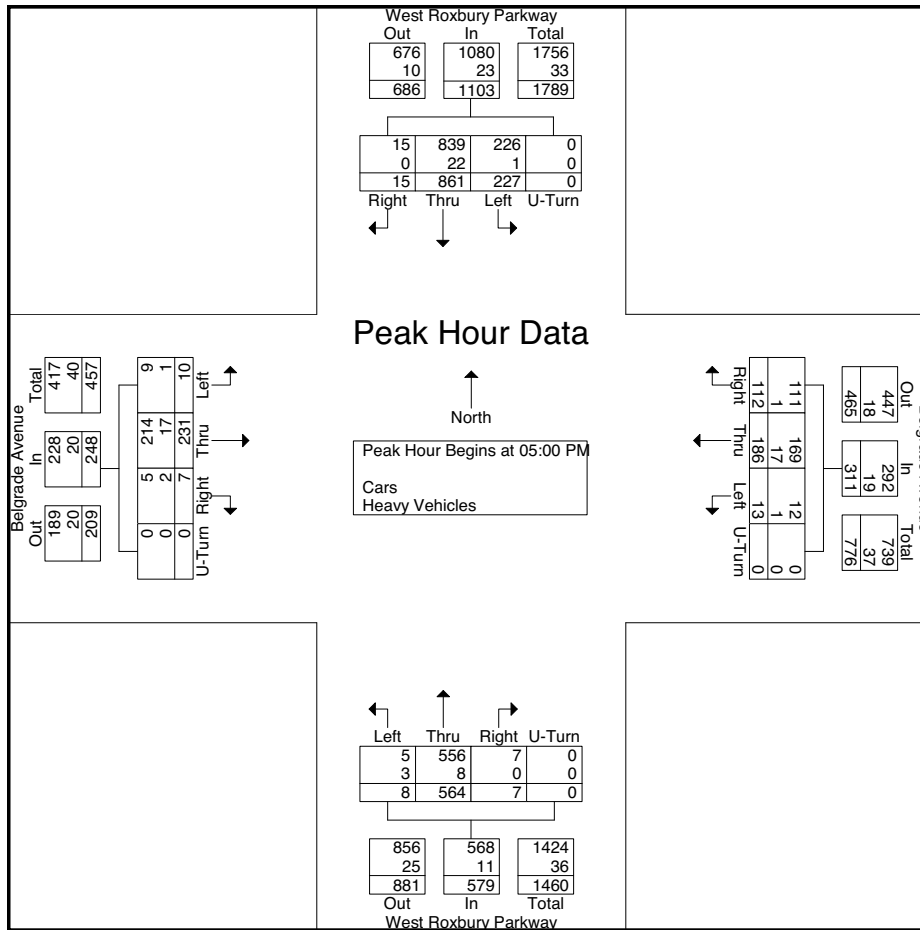 West Roxbury Parkway
Out In Total
676 1080 1756
10 23 33
686 1103 1789
15 839 226 0
0 22 1 0
15 861 227 0
Right Thru Left U-Turn
Peak Hour Data
North
Peak Hour Begins at 05:00 PM
Cars
Heavy Vehicles
Belgrade Avenue
Out In Total
189 228 417
20 20 40
209 248 457
U-Turn Right Thru Left
0 5 214 9
0 2 17 1
0 7 231 10
Out In Total
447 292 739
18 19 37
465 311 776
111 169 12 0
1 17 1 0
112 186 13 0
Right Thru Left U-Turn
Left Thru Right U-Turn
5 556 7 0
3 8 0 0
8 564 7 0
856 568 1424
25 11 36
881 579 1460
Out In Total
West Roxbury Parkway